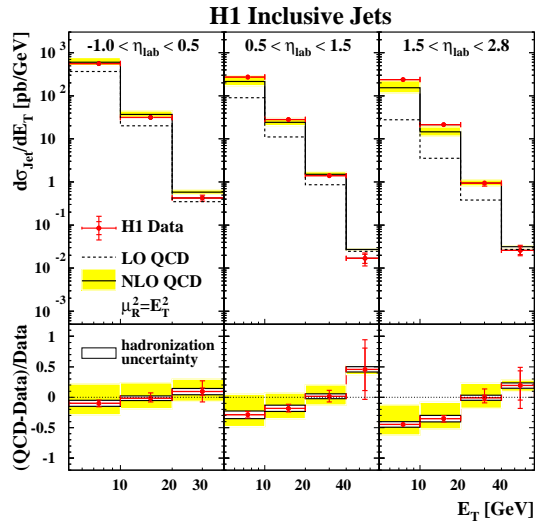 H1 Inclusive Jets
-1.0 < η_lab < 0.5
0.5 < η_lab < 1.5
1.5 < η_lab < 2.8
dσ_Jet/dE_T [pb/GeV]
10^3
10^2
10
1
10^-1
10^-2
10^-3
H1 Data
LO QCD
NLO QCD
μ_R^2=E_T^2
((QCD-Data)/Data
hadronization
uncertainty
1
0.5
0
-0.5
-1
10 20 30
10 20 40
10 20 40
E_T [GeV]